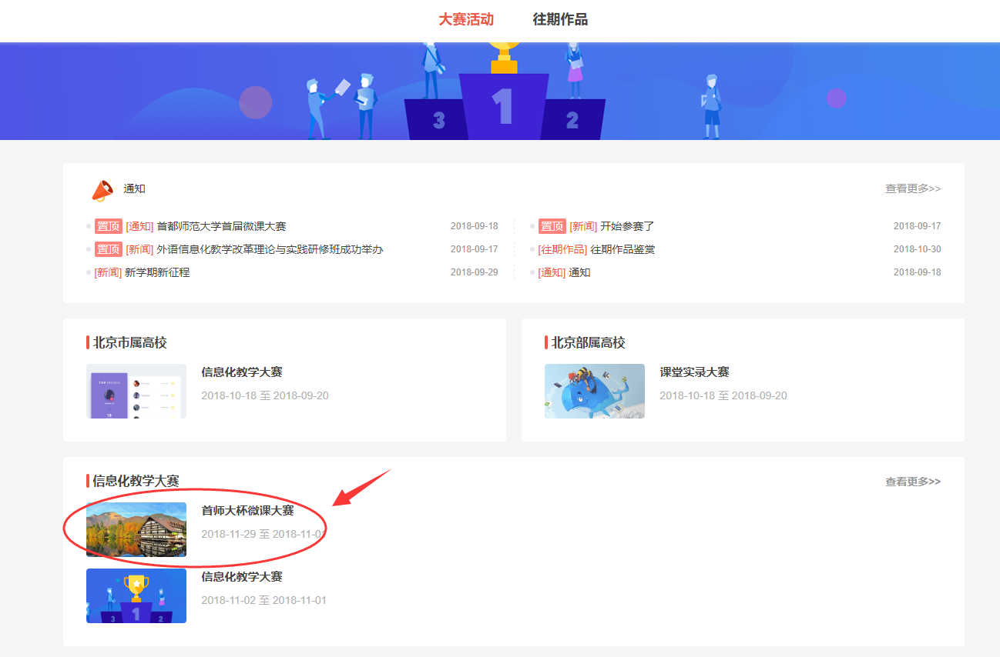 大赛活动 往期作品
3 1 2
通知 查看更多>>
置顶 [通知] 首都师范大学首届微课大赛 2018-09-18
置顶 [新闻] 开始参赛了 2018-09-17
置顶 [新闻] 外语信息化教学改革理论与实践研修班成功举办 2018-09-17
[往期作品] 往期作品鉴赏 2018-10-30
[新闻] 新学期新征程 2018-09-29
[通知] 通知 2018-09-18
北京市属高校
信息化教学大赛
2018-10-18 至 2018-09-20
北京部属高校
课堂实录大赛
2018-10-18 至 2018-09-20
信息化教学大赛 查看更多>>
首师大杯微课大赛
2018-11-29 至 2018-11-01
信息化教学大赛
2018-11-02 至 2018-11-01
3 1 2